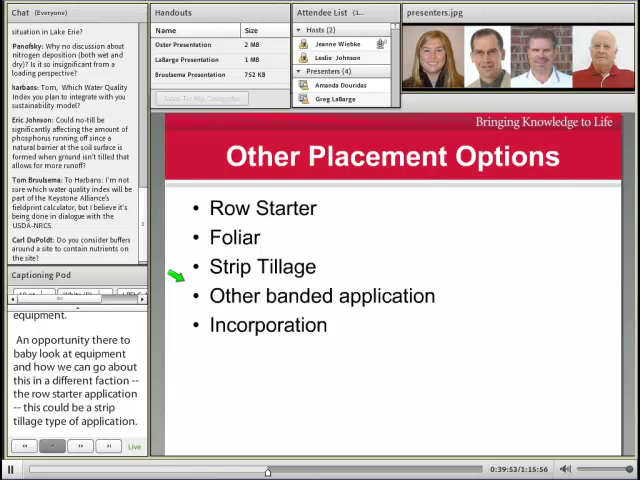 Chat (Everyone)
situation in Lake Erie?
Panofsky: Why no discussion about
nitrogen deposition (both wet and
dry)? Is it so insignificant from a
loading perspective?
harbans: Tom, Which Water Quality
Index you plan to integrate with you
sustainability model?
Eric Johnson: Could no-till be
significantly affecting the amount of
phosphorus running off since a
natural barrier at the soil surface is
formed when ground isn't tilled that
allows for more runoff?
Tom Bruulsema: To Harbans: I'm not
sure which water quality index will be
part of the Keystone Alliance's
fieldprint calculator, but I believe it's
being done in dialogue with the
USDA-NRCS.
Carl DuPoldt: Do you consider buffers
around a site to contain nutrients on
the site?
Captioning Pod
equipment.
An opportunity there to
baby look at equipment
and how we can go about
this in a different faction -- the
row starter application
-- this could be a strip
tillage type of application.
Live
Handouts
Name Size
Oster Presentation 2 MB
LaBarge Presentation 1 MB
Bruulsema Presentation 752 KB
Save To My Computer
Attendee List (1...
Hosts (2)
Jeanne Wiebke
Leslie Johnson
Presenters (4)
Amanda Douridas
Greg LaBarge
presenters.jpg
Bringing Knowledge to Life
Other Placement Options
• Row Starter
• Foliar
• Strip Tillage
• Other banded application
• Incorporation
0:39:53/1:15:56